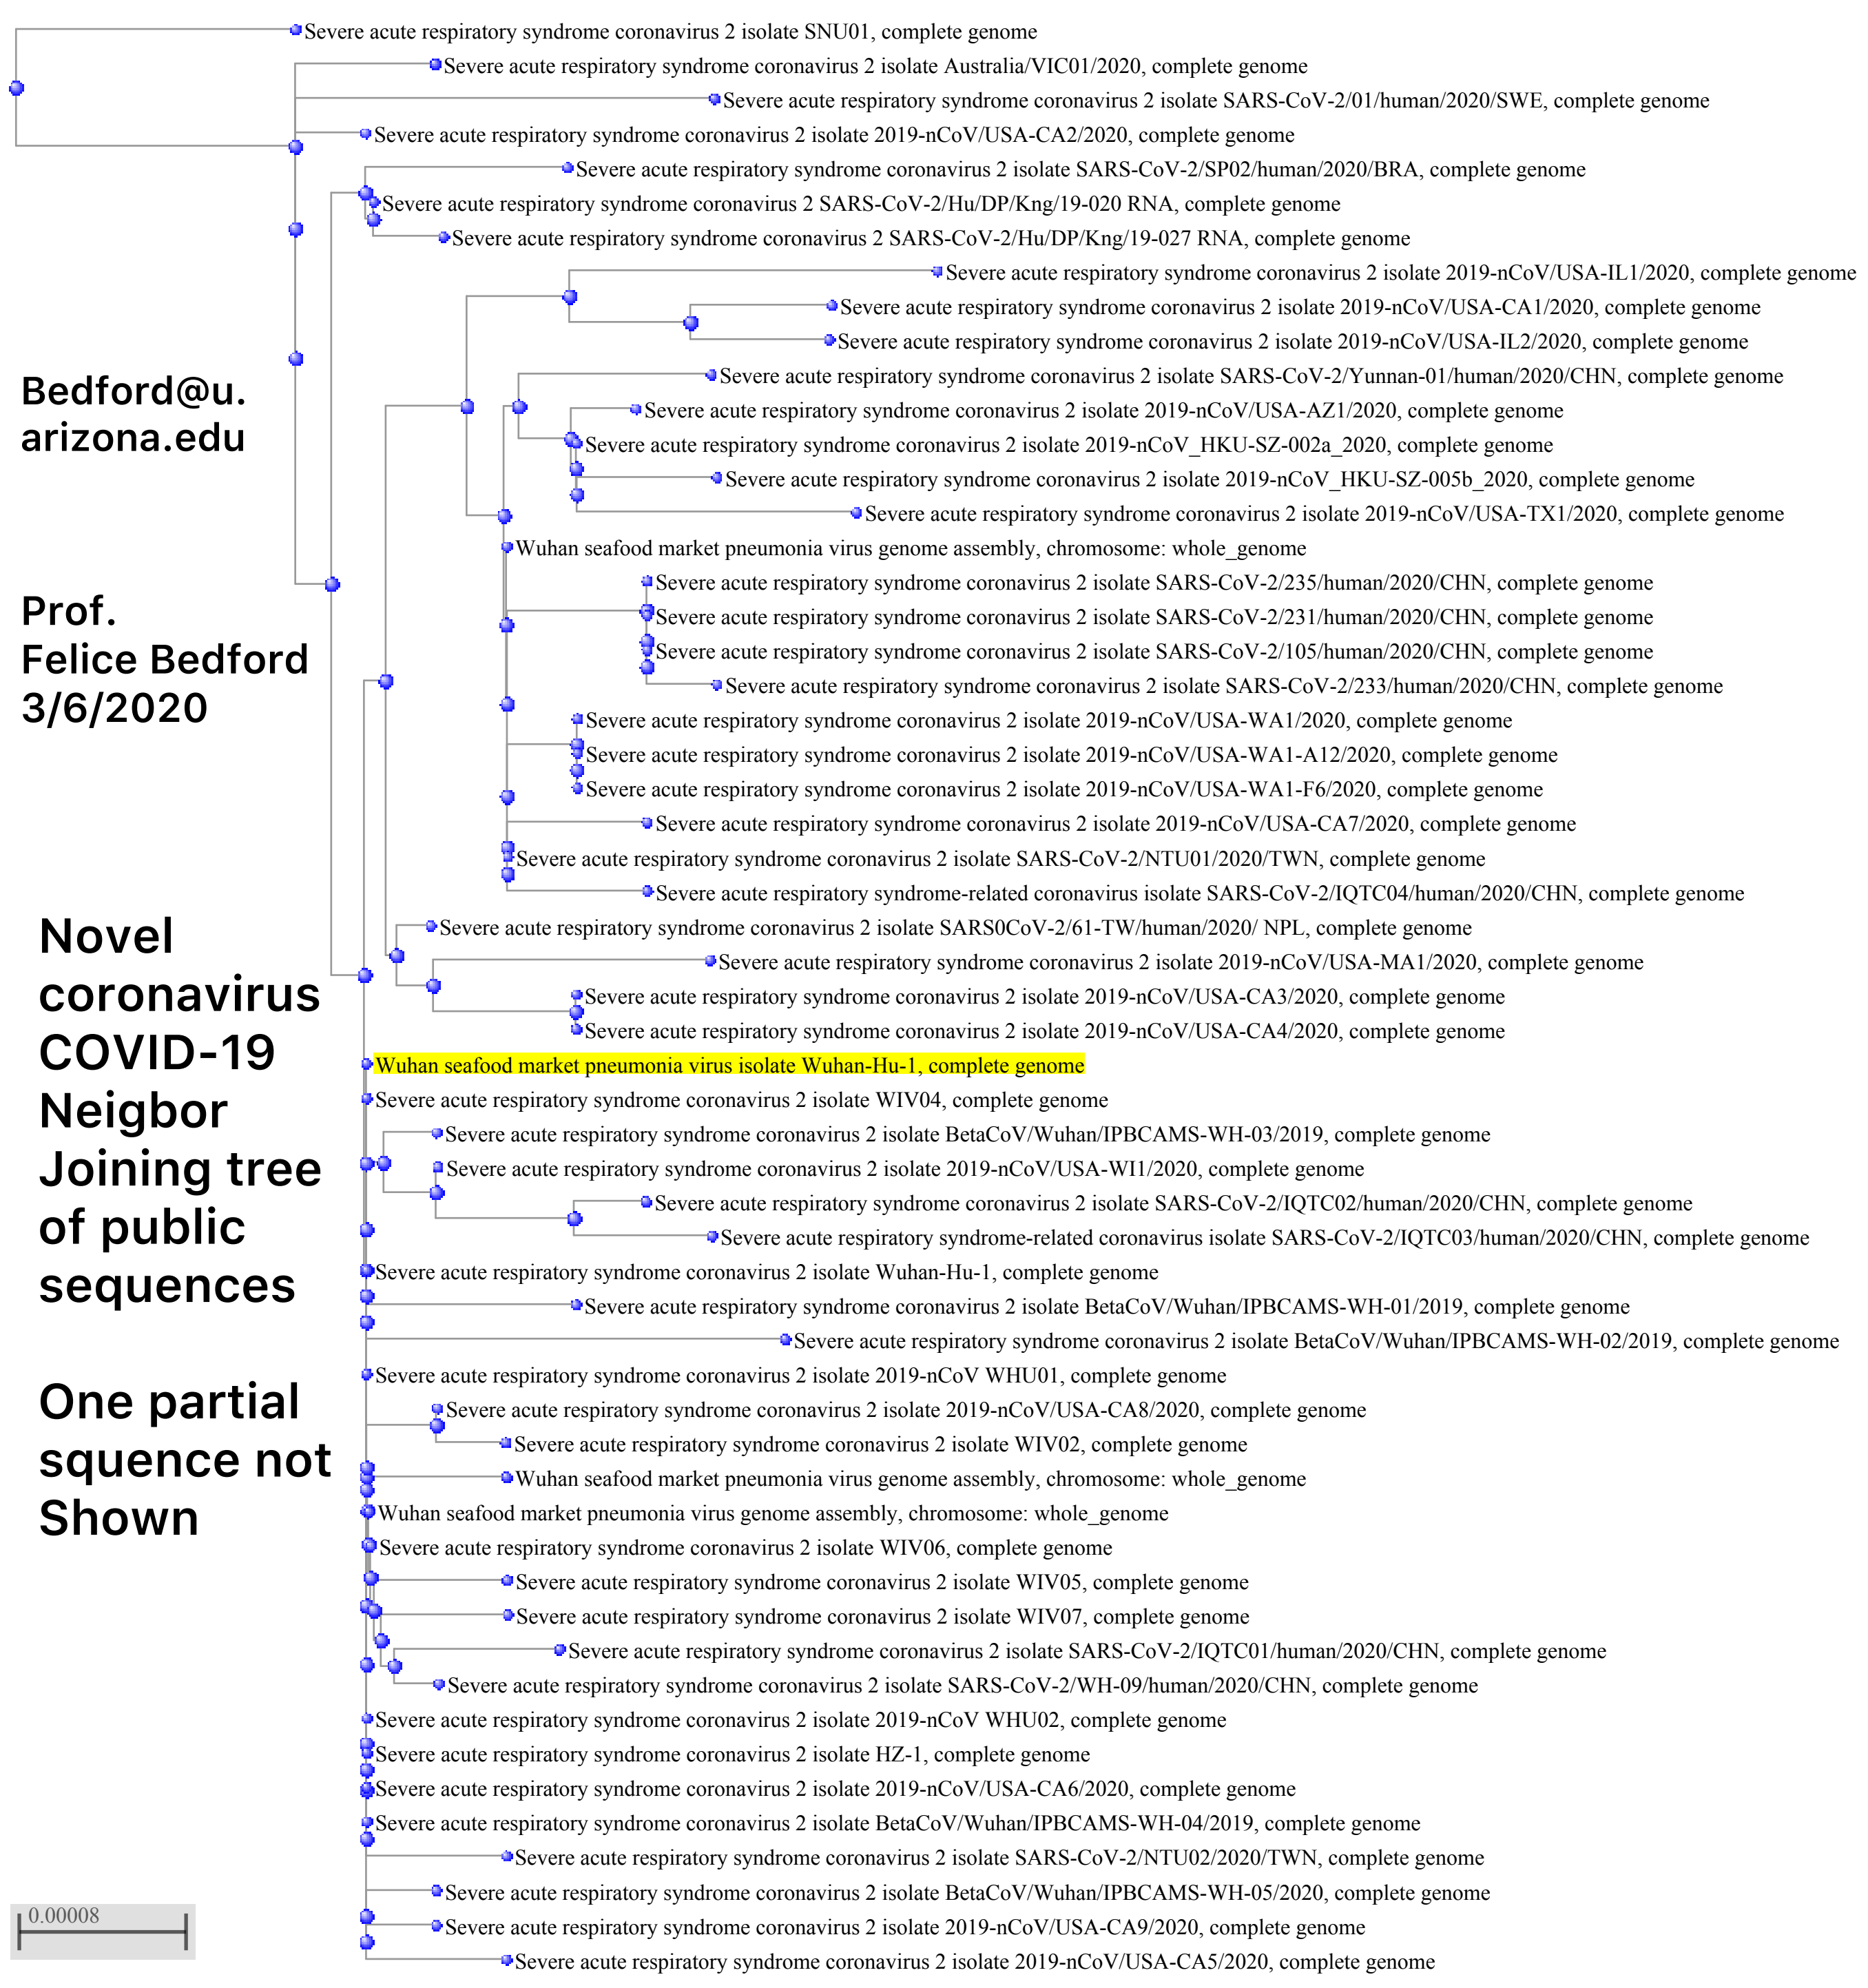 Severe acute respiratory syndrome coronavirus 2 isolate SNU01, complete genome
Severe acute respiratory syndrome coronavirus 2 isolate Australia/VIC01/2020, complete genome
Severe acute respiratory syndrome coronavirus 2 isolate SARS-CoV-2/01/human/2020/SWE, complete genome
Severe acute respiratory syndrome coronavirus 2 isolate 2019-nCoV/USA-CA2/2020, complete genome
Severe acute respiratory syndrome coronavirus 2 isolate SARS-CoV-2/SP02/human/2020/BRA, complete genome
Severe acute respiratory syndrome coronavirus 2 SARS-CoV-2/Hu/DP/Kng/19-020 RNA, complete genome
Severe acute respiratory syndrome coronavirus 2 SARS-CoV-2/Hu/DP/Kng/19-027 RNA, complete genome
Severe acute respiratory syndrome coronavirus 2 isolate 2019-nCoV/USA-IL1/2020, complete genome
Severe acute respiratory syndrome coronavirus 2 isolate 2019-nCoV/USA-CA1/2020, complete genome
Severe acute respiratory syndrome coronavirus 2 isolate 2019-nCoV/USA-IL2/2020, complete genome
Severe acute respiratory syndrome coronavirus 2 isolate SARS-CoV-2/Yunnan-01/human/2020/CHN, complete genome
Severe acute respiratory syndrome coronavirus 2 isolate 2019-nCoV/USA-AZ1/2020, complete genome
Severe acute respiratory syndrome coronavirus 2 isolate 2019-nCoV_HKU-SZ-002a_2020, complete genome
Severe acute respiratory syndrome coronavirus 2 isolate 2019-nCoV_HKU-SZ-005b_2020, complete genome
Severe acute respiratory syndrome coronavirus 2 isolate 2019-nCoV/USA-TX1/2020, complete genome
Wuhan seafood market pneumonia virus genome assembly, chromosome: whole_genome
Severe acute respiratory syndrome coronavirus 2 isolate SARS-CoV-2/235/human/2020/CHN, complete genome
Severe acute respiratory syndrome coronavirus 2 isolate SARS-CoV-2/231/human/2020/CHN, complete genome
Severe acute respiratory syndrome coronavirus 2 isolate SARS-CoV-2/105/human/2020/CHN, complete genome
Severe acute respiratory syndrome coronavirus 2 isolate SARS-CoV-2/233/human/2020/CHN, complete genome
Severe acute respiratory syndrome coronavirus 2 isolate 2019-nCoV/USA-WA1/2020, complete genome
Severe acute respiratory syndrome coronavirus 2 isolate 2019-nCoV/USA-WA1-A12/2020, complete genome
Severe acute respiratory syndrome coronavirus 2 isolate 2019-nCoV/USA-WA1-F6/2020, complete genome
Severe acute respiratory syndrome coronavirus 2 isolate 2019-nCoV/USA-CA7/2020, complete genome
Severe acute respiratory syndrome coronavirus 2 isolate SARS-CoV-2/NTU01/2020/TWN, complete genome
Severe acute respiratory syndrome-related coronavirus isolate SARS-CoV-2/IQTC04/human/2020/CHN, complete genome
Severe acute respiratory syndrome coronavirus 2 isolate SARS0CoV-2/61-TW/human/2020/ NPL, complete genome
Severe acute respiratory syndrome coronavirus 2 isolate 2019-nCoV/USA-MA1/2020, complete genome
Severe acute respiratory syndrome coronavirus 2 isolate 2019-nCoV/USA-CA3/2020, complete genome
Severe acute respiratory syndrome coronavirus 2 isolate 2019-nCoV/USA-CA4/2020, complete genome
Wuhan seafood market pneumonia virus isolate Wuhan-Hu-1, complete genome
Severe acute respiratory syndrome coronavirus 2 isolate WIV04, complete genome
Severe acute respiratory syndrome coronavirus 2 isolate BetaCoV/Wuhan/IPBCAMS-WH-03/2019, complete genome
Severe acute respiratory syndrome coronavirus 2 isolate 2019-nCoV/USA-WI1/2020, complete genome
Severe acute respiratory syndrome coronavirus 2 isolate SARS-CoV-2/IQTC02/human/2020/CHN, complete genome
Severe acute respiratory syndrome-related coronavirus isolate SARS-CoV-2/IQTC03/human/2020/CHN, complete genome
Severe acute respiratory syndrome coronavirus 2 isolate Wuhan-Hu-1, complete genome
Severe acute respiratory syndrome coronavirus 2 isolate BetaCoV/Wuhan/IPBCAMS-WH-01/2019, complete genome
Severe acute respiratory syndrome coronavirus 2 isolate BetaCoV/Wuhan/IPBCAMS-WH-02/2019, complete genome
Severe acute respiratory syndrome coronavirus 2 isolate 2019-nCoV WHU01, complete genome
Severe acute respiratory syndrome coronavirus 2 isolate 2019-nCoV/USA-CA8/2020, complete genome
Severe acute respiratory syndrome coronavirus 2 isolate WIV02, complete genome
Wuhan seafood market pneumonia virus genome assembly, chromosome: whole_genome
Wuhan seafood market pneumonia virus genome assembly, chromosome: whole_genome
Severe acute respiratory syndrome coronavirus 2 isolate WIV06, complete genome
Severe acute respiratory syndrome coronavirus 2 isolate WIV05, complete genome
Severe acute respiratory syndrome coronavirus 2 isolate WIV07, complete genome
Severe acute respiratory syndrome coronavirus 2 isolate SARS-CoV-2/IQTC01/human/2020/CHN, complete genome
Severe acute respiratory syndrome coronavirus 2 isolate SARS-CoV-2/WH-09/human/2020/CHN, complete genome
Severe acute respiratory syndrome coronavirus 2 isolate 2019-nCoV WHU02, complete genome
Severe acute respiratory syndrome coronavirus 2 isolate HZ-1, complete genome
Severe acute respiratory syndrome coronavirus 2 isolate 2019-nCoV/USA-CA6/2020, complete genome
Severe acute respiratory syndrome coronavirus 2 isolate BetaCoV/Wuhan/IPBCAMS-WH-04/2019, complete genome
Severe acute respiratory syndrome coronavirus 2 isolate SARS-CoV-2/NTU02/2020/TWN, complete genome
Severe acute respiratory syndrome coronavirus 2 isolate BetaCoV/Wuhan/IPBCAMS-WH-05/2020, complete genome
Severe acute respiratory syndrome coronavirus 2 isolate 2019-nCoV/USA-CA9/2020, complete genome
Severe acute respiratory syndrome coronavirus 2 isolate 2019-nCoV/USA-CA5/2020, complete genome
Bedford@u.
arizona.edu
Prof.
Felice Bedford
3/6/2020
Novel
coronavirus
COVID-19
Neigbor
Joining tree
of public
sequences
One partial
squence not
Shown
0.00008